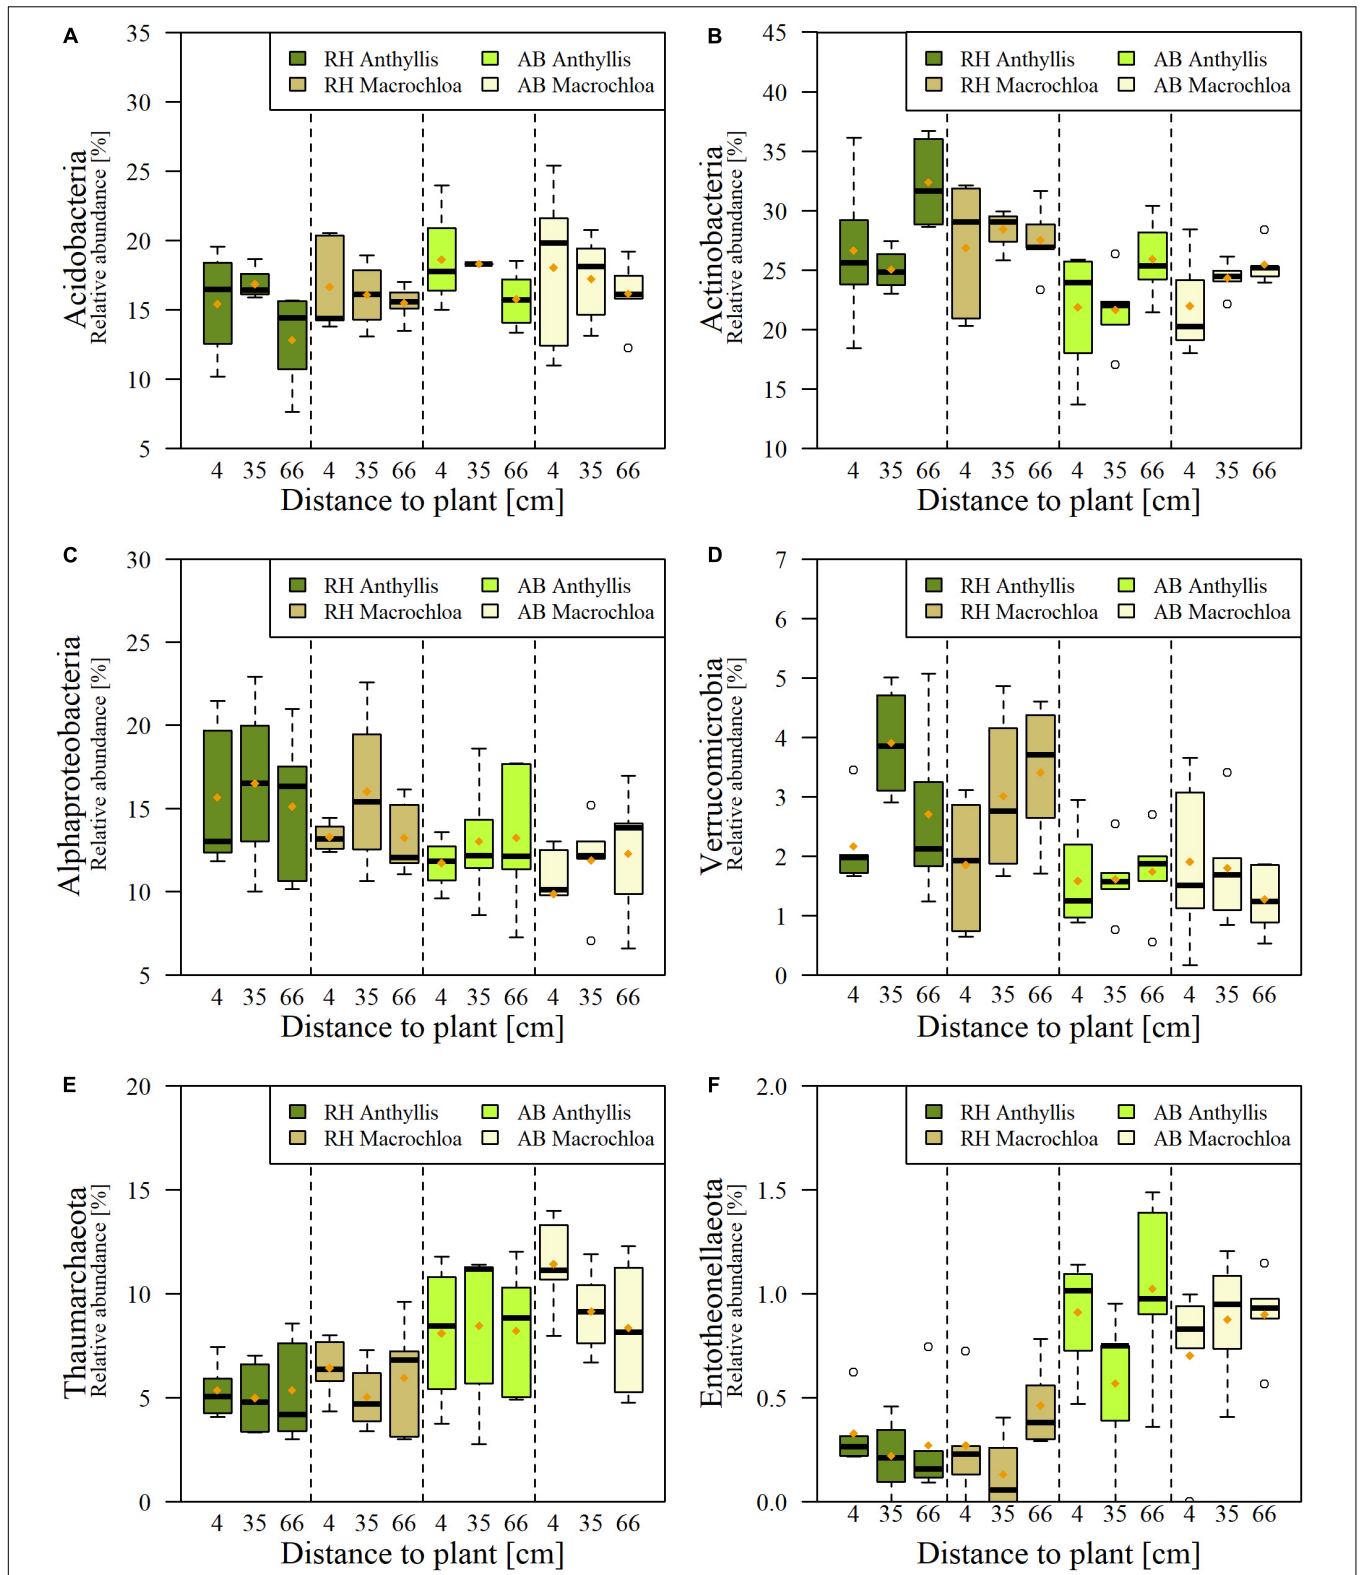 A
35
30
25
20
15
10
5
Acidobacteria
Relative abundance [%]
RH Anthyllis
AB Anthyllis
RH Macrochloa
AB Macrochloa
4 35 66 4 35 66 4 35 66 4 35 66
Distance to plant [cm]
B
45
40
35
30
25
20
15
10
Actinobacteria
Relative abundance [%]
RH Anthyllis
AB Anthyllis
RH Macrochloa
AB Macrochloa
4 35 66 4 35 66 4 35 66 4 35 66
Distance to plant [cm]
C
30
25
20
15
10
5
Alphaproteobacteria
Relative abundance [%]
RH Anthyllis
AB Anthyllis
RH Macrochloa
AB Macrochloa
4 35 66 4 35 66 4 35 66 4 35 66
Distance to plant [cm]
D
7
6
5
4
3
2
1
0
Verrucomicrobia
Relative abundance [%]
RH Anthyllis
AB Anthyllis
RH Macrochloa
AB Macrochloa
4 35 66 4 35 66 4 35 66 4 35 66
Distance to plant [cm]
E
20
15
10
5
0
Thaumarchaeota
Relative abundance [%]
RH Anthyllis
AB Anthyllis
RH Macrochloa
AB Macrochloa
4 35 66 4 35 66 4 35 66 4 35 66
Distance to plant [cm]
F
2.0
1.5
1.0
0.5
0.0
Entotheonellaeota
Relative abundance [%]
RH Anthyllis
AB Anthyllis
RH Macrochloa
AB Macrochloa
4 35 66 4 35 66 4 35 66 4 35 66
Distance to plant [cm]